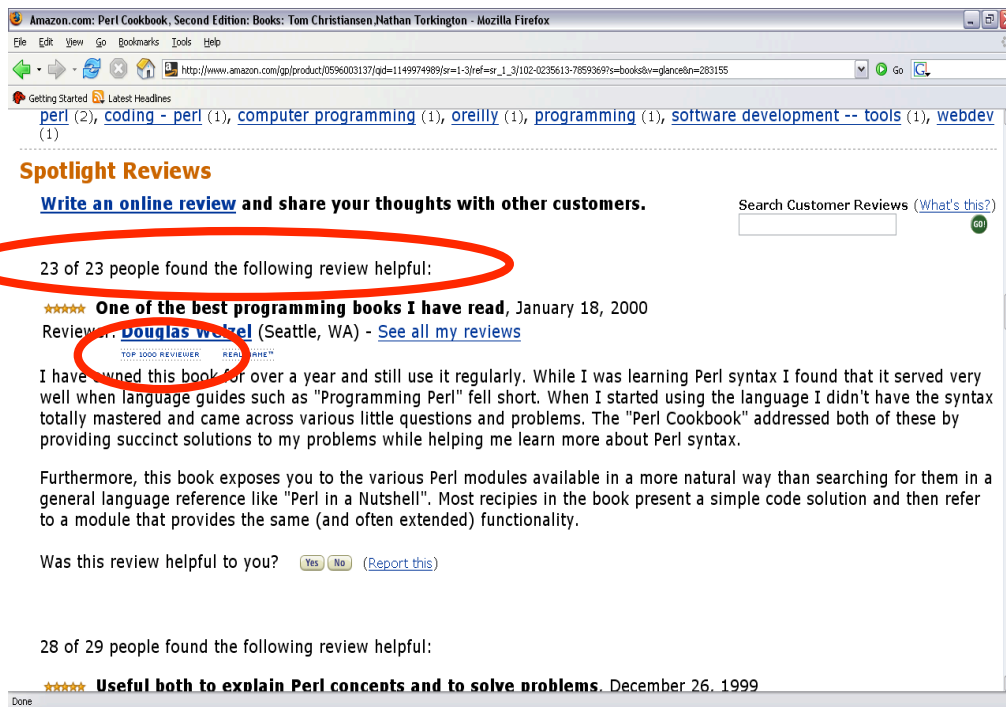 Amazon.com: Perl Cookbook, Second Edition: Books: Tom Christiansen,Nathan Torkington - Mozilla Firefox
File Edit View Go Bookmarks Tools Help
http://www.amazon.com/gp/product/0596003137/qid=1149974989/sr=1-3/ref=sr_1_3/102-0235613-7859369?s=books&v=glance&n=283155 Go G
Getting Started Latest Headlines
perl (2), coding - perl (1), computer programming (1), oreilly (1), programming (1), software development -- tools (1), webdev
(1)
Spotlight Reviews
Write an online review and share your thoughts with other customers.
Search Customer Reviews (What's this?)
GO!
23 of 23 people found the following review helpful:
One of the best programming books I have read, January 18, 2000
Reviewer: Douglas Welzel (Seattle, WA) - See all my reviews
TOP 1000 REVIEWER REAL NAME™
I have owned this book for over a year and still use it regularly. While I was learning Perl syntax I found that it served very
well when language guides such as "Programming Perl" fell short. When I started using the language I didn't have the syntax
totally mastered and came across various little questions and problems. The "Perl Cookbook" addressed both of these by
providing succinct solutions to my problems while helping me learn more about Perl syntax.
Furthermore, this book exposes you to the various Perl modules available in a more natural way than searching for them in a
general language reference like "Perl in a Nutshell". Most recipies in the book present a simple code solution and then refer
to a module that provides the same (and often extended) functionality.
Was this review helpful to you? Yes No (Report this)
28 of 29 people found the following review helpful:
Useful both to explain Perl concepts and to solve problems, December 26, 1999
Done